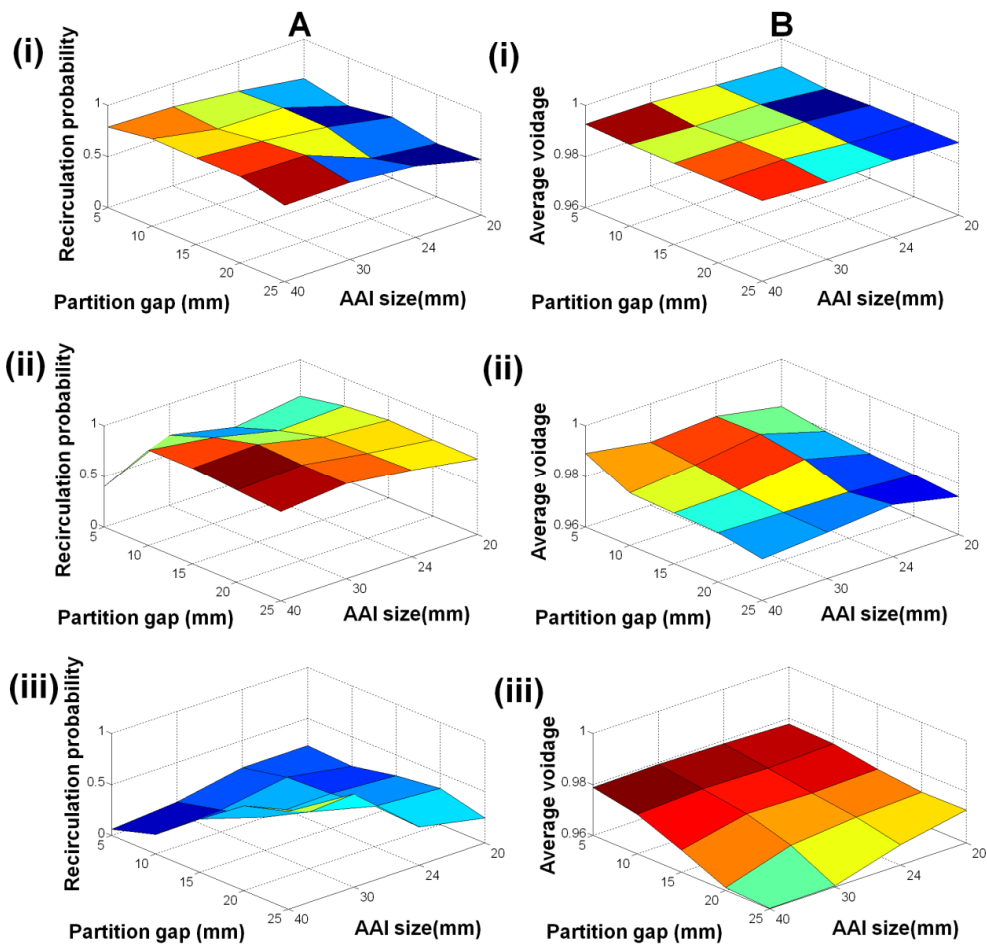 A
B
(i)
Recirculation probability
1
0.5
0
5
10
15
20
25
40
30
24
20
Partition gap (mm)
AAI size(mm)
(i)
Average voidage
1
0.98
0.96
5
10
15
20
25
40
30
24
20
Partition gap (mm)
AAI size(mm)
(ii)
Recirculation probability
1
0.5
0
5
10
15
20
25
40
30
24
20
Partition gap (mm)
AAI size(mm)
(ii)
Average voidage
1
0.98
0.96
5
10
15
20
25
40
30
24
20
Partition gap (mm)
AAI size(mm)
(iii)
Recirculation probability
1
0.5
0
5
10
15
20
25
40
30
24
20
Partition gap (mm)
AAI size(mm)
(iii)
Average voidage
1
0.98
0.96
5
10
15
20
25
40
30
24
20
Partition gap (mm)
AAI size(mm)